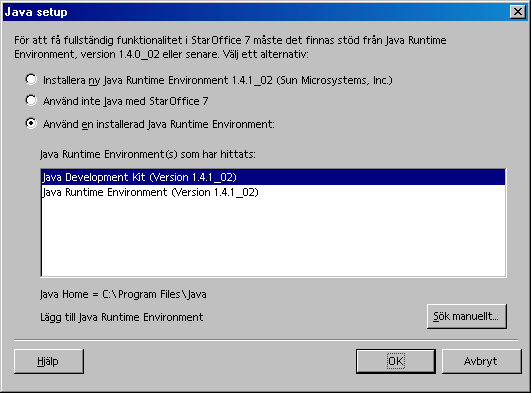 Java setup
För att få fullständig funktionalitet i StarOffice 7 måste det finnas stöd från Java Runtime
Environment, version 1.4.0_02 eller senare. Välj ett alternativ:
Installera ny Java Runtime Environment 1.4.1_02 (Sun Microsystems, Inc.)
Använd inte Java med StarOffice 7
Använd en installerad Java Runtime Environment:
Java Runtime Environment(s) som har hittats:
Java Development Kit (Version 1.4.1_02)
Java Runtime Environment (Version 1.4.1_02)
Java Home = C:\Program Files\Java
Lägg till Java Runtime Environment
Sök manuellt...
Hjälp
OK
Avbryt